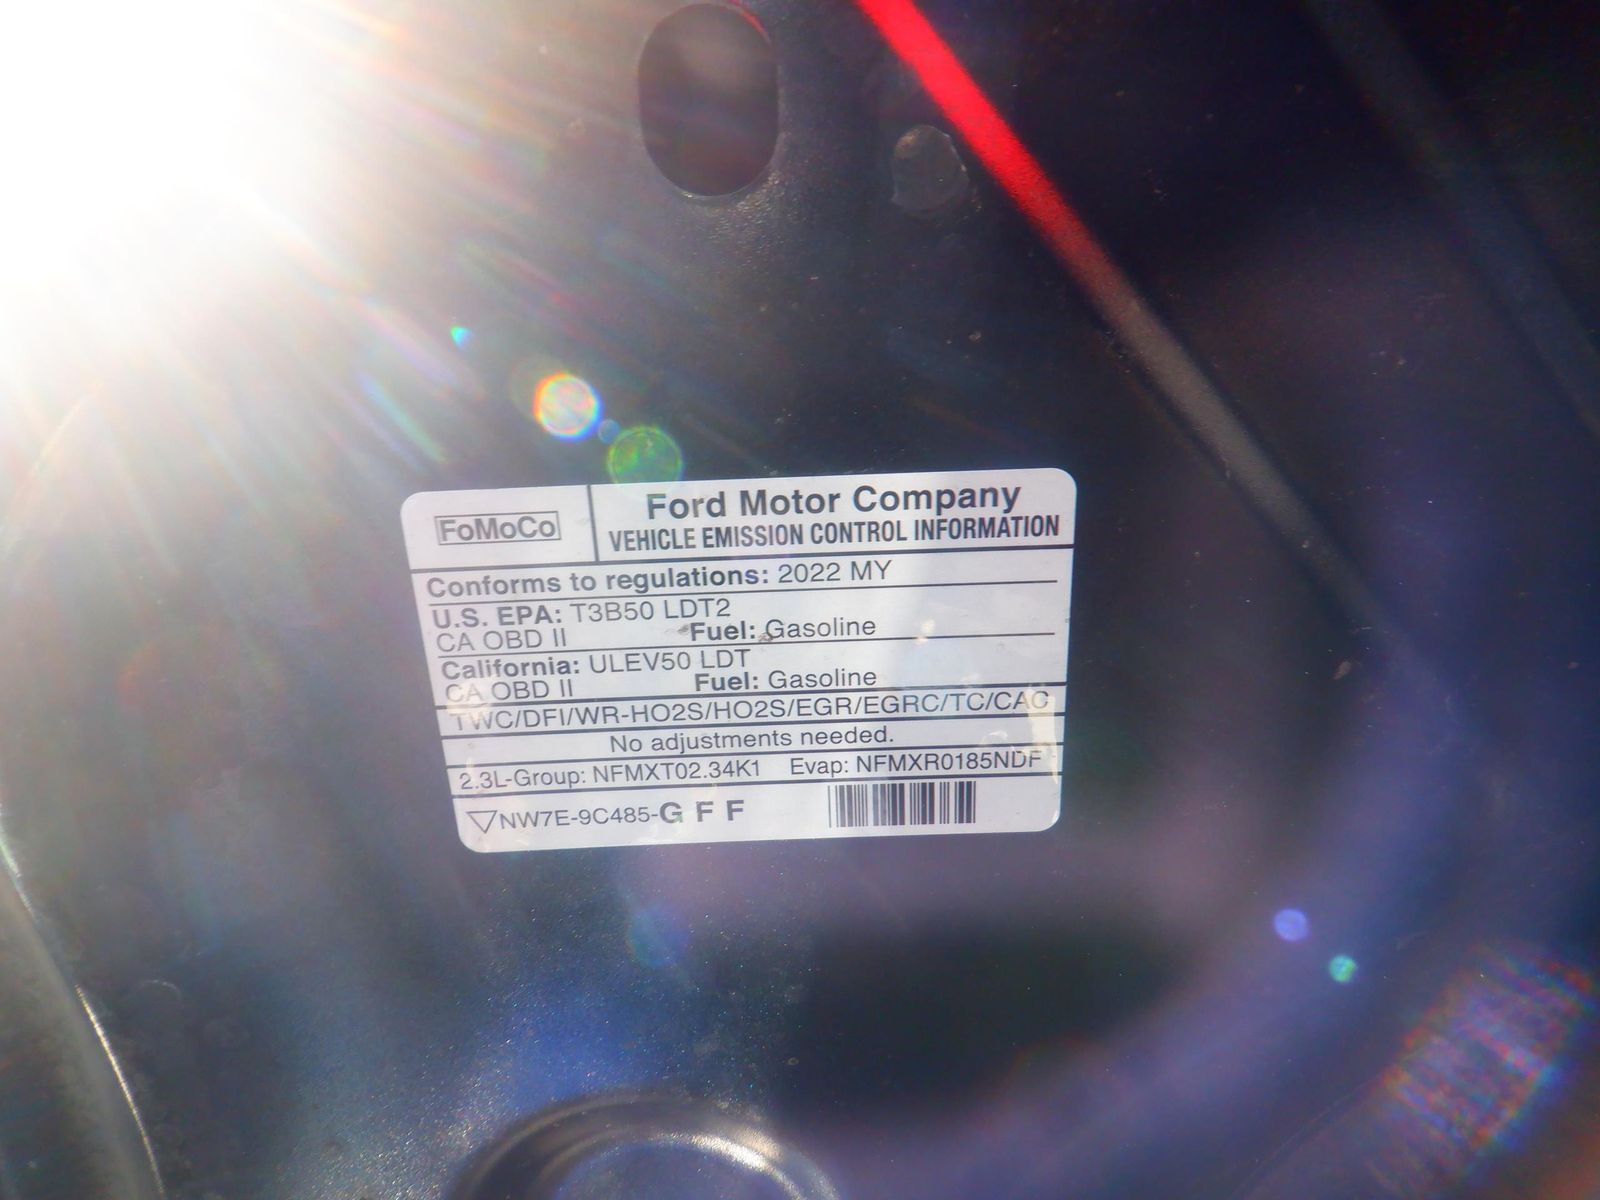 FoMoCo
Ford Motor Company
VEHICLE EMISSION CONTROL INFORMATION
Conforms to regulations: 2022 MY
U.S. EPA: T3B50 LDT2
CA OBD II Fuel: Gasoline
California: ULEV50 LDT
CA OBD II Fuel: Gasoline
TWC/DFI/WR-HO2S/HO2S/EGR/EGRC/TC/CAC
No adjustments needed.
2.3L-Group: NFMXT02.34K1 Evap: NFMXR0185NDF
NW7E-9C485-G F F